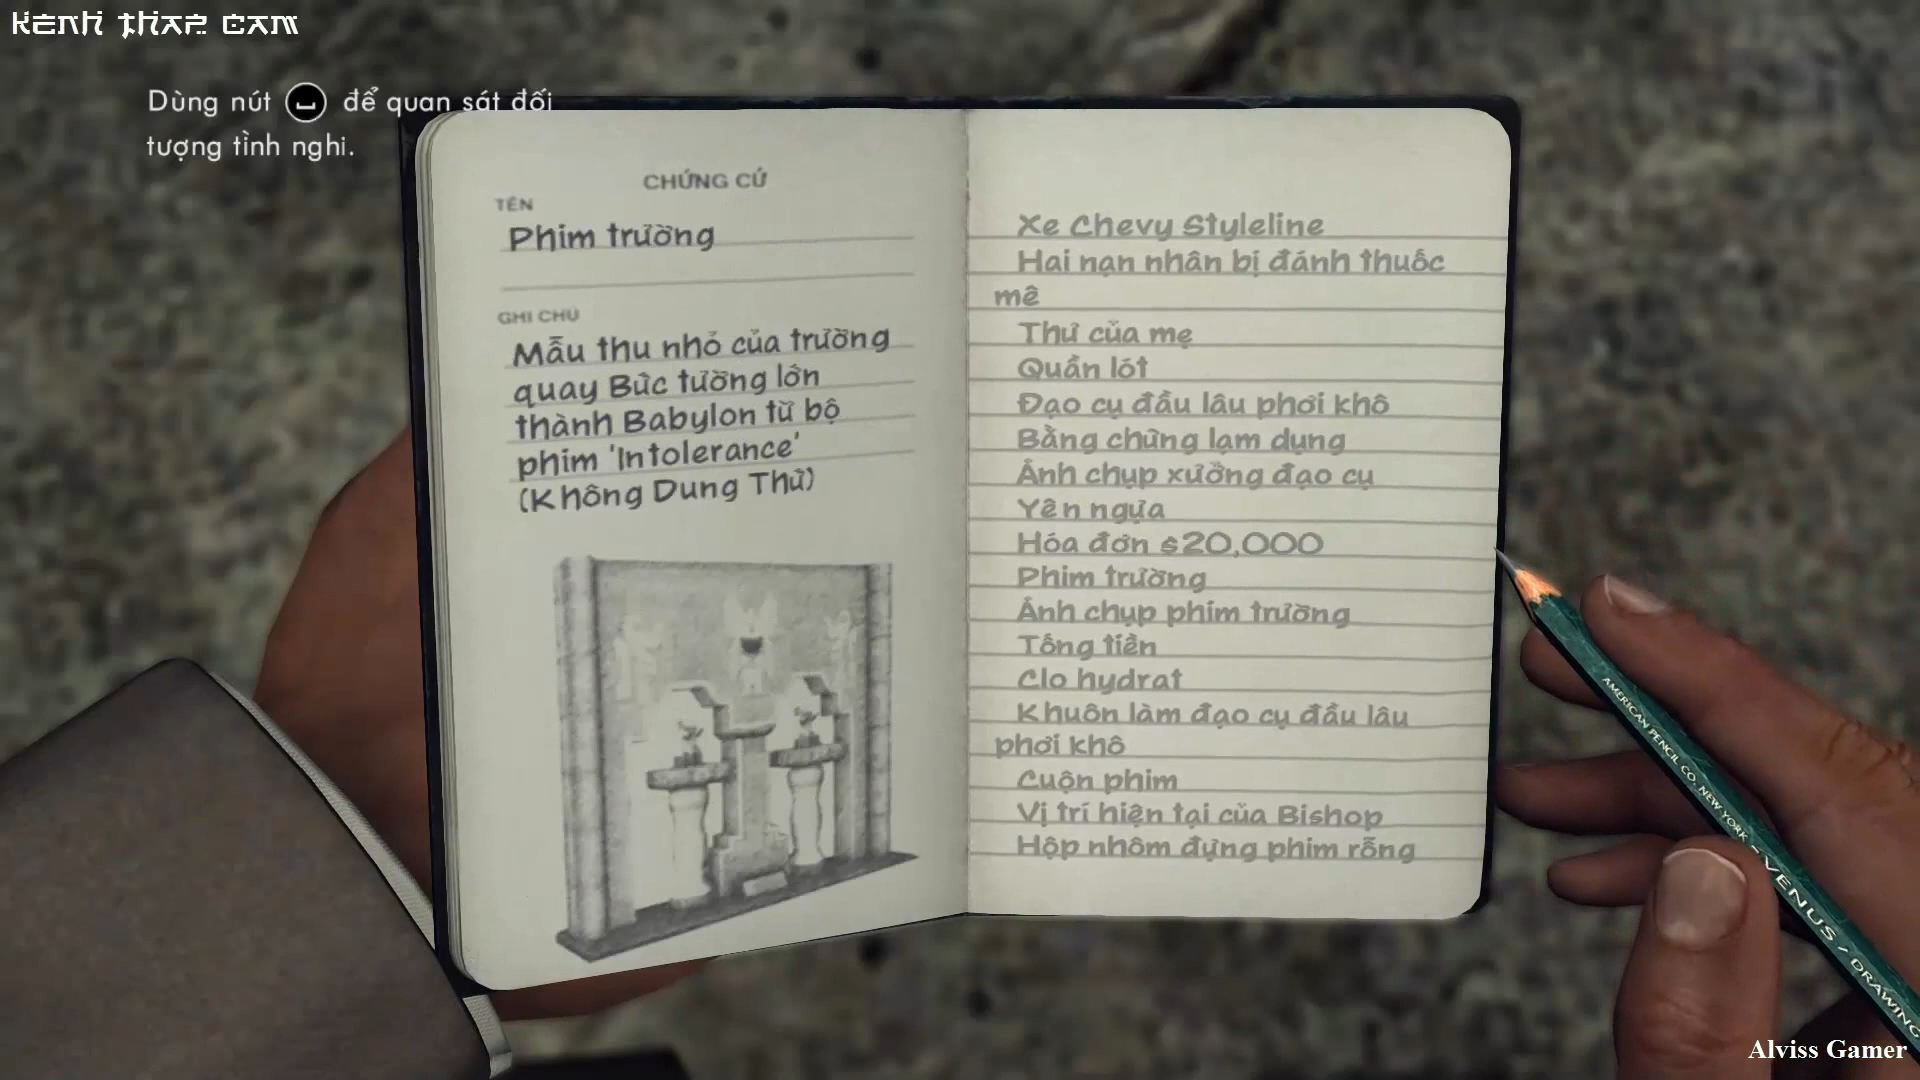 KENH THAP CAM
Dùng nút để quan sát đối
tượng tình nghi.
CHỨNG CỨ
TÊN
Phim trường
GHI CHÚ
Mẫu thu nhỏ của trường
quay Bức tường lớn
thành Babylon từ bộ
phim 'Intolerance'
(Không Dung Thứ)
Xe Chevy Styleline
Hai nạn nhân bị đánh thuốc
mê
Thư của mẹ
Quần lót
Đạo cụ đầu lâu phơi khô
Bằng chứng lạm dụng
Ảnh chụp xưởng đạo cụ
Yên ngựa
Hóa đơn $20,000
Phim trường
Ảnh chụp phim trường
Tống tiền
Clo hydrat
Khuôn làm đạo cụ đầu lâu
phơi khô
Cuộn phim
Vị trí hiện tại của Bishop
Hộp nhôm đựng phim rỗng
AMERICAN PENCIL CO. NEW YORK - VENUS / DRAWING
Alviss Gamer